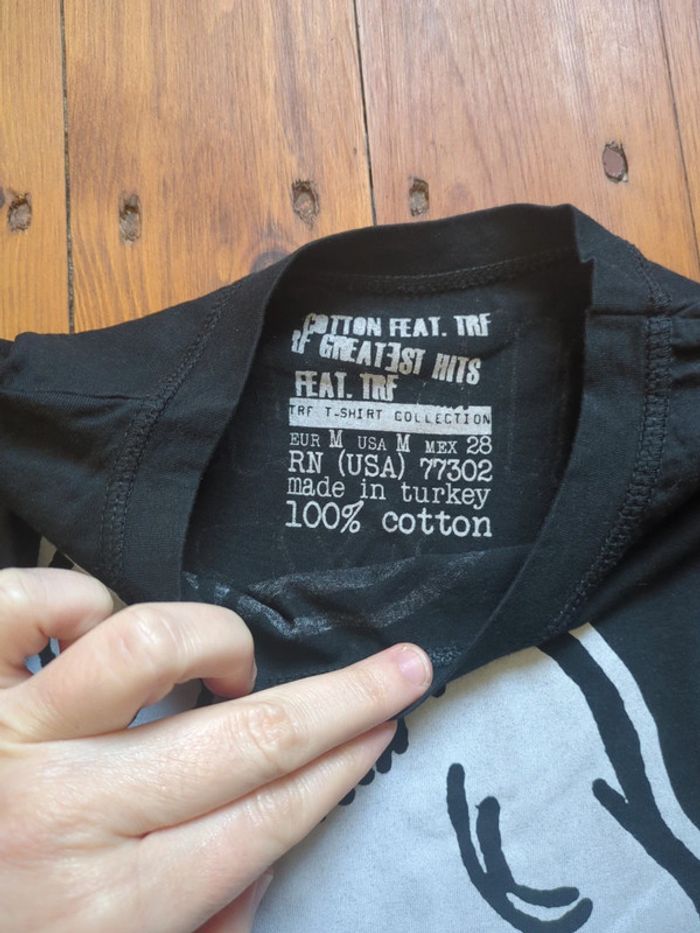 COTTON FEAT. TRF
RF GREATEST HITS
FEAT. TRF
TRF T-SHIRT COLLECTION
EUR M USA M MEX 28
RN (USA) 77302
made in turkey
100% cotton